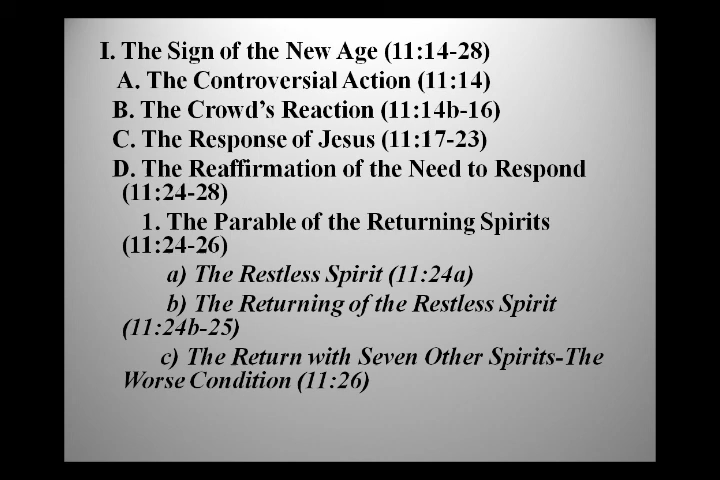 I. The Sign of the New Age (11:14-28)
A. The Controversial Action (11:14)
B. The Crowd's Reaction (11:14b-16)
C. The Response of Jesus (11:17-23)
D. The Reaffirmation of the Need to Respond
(11:24-28)
1. The Parable of the Returning Spirits
(11:24-26)
a) The Restless Spirit (11:24a)
b) The Returning of the Restless Spirit
(11:24b-25)
c) The Return with Seven Other Spirits-The
Worse Condition (11:26)